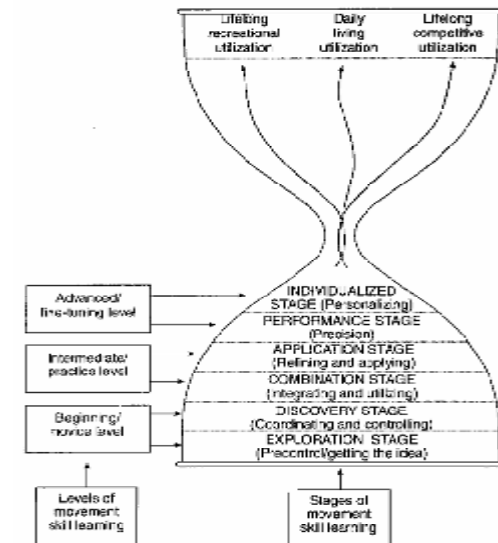 Lifelong
recreational
utilization
Daily
living
utilization
Lifelong
competitive
utilization
Advanced/
fine-tuning level
Intermediate/
practice level
Beginning/
novice level
INDIVIDUALIZED
STAGE (Personalizing)
PERFORMANCE STAGE
(Precision)
APPLICATION STAGE
(Refining and applying)
COMBINATION STAGE
(Integrating and utilizing)
DISCOVERY STAGE
(Coordinating and controlling)
EXPLORATION STAGE
(Precontrol/getting the idea)
Levels of
movement
skill learning
Stages of
movement
skill learning